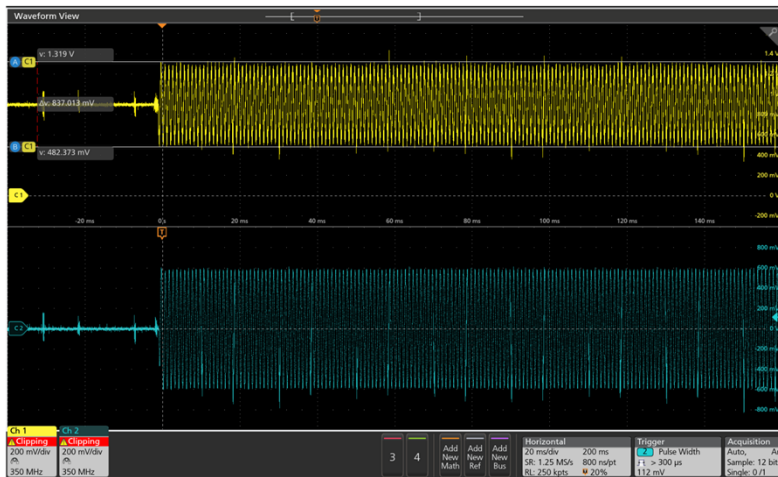 Waveform View
A C1 v: 1.319 V
1.4 V
Δv: 837.013 mV
B C1 v: 482.373 mV
600 mV
400 mV
200 mV
C1
0 V
-200 mV
-20 ms 0 s 20 ms 40 ms 60 ms 80 ms 100 ms 120 ms 140 ms
T
800 mV
600 mV
400 mV
200 mV
C2
-200 mV
-400 mV
-600 mV
-800 mV
Ch 1 Ch 2
Clipping Clipping
200 mV/div 200 mV/div
350 MHz 350 MHz
3 4
Add New Math
Add New Ref
Add New Bus
Horizontal
20 ms/div 200 ms
SR: 1.25 MS/s 800 ns/pt
RL: 250 kpts 20%
Trigger
2 Pulse Width
> 300 µs
112 mV
Acquisition
Auto,
Sample: 12 bit
Single: 0/1